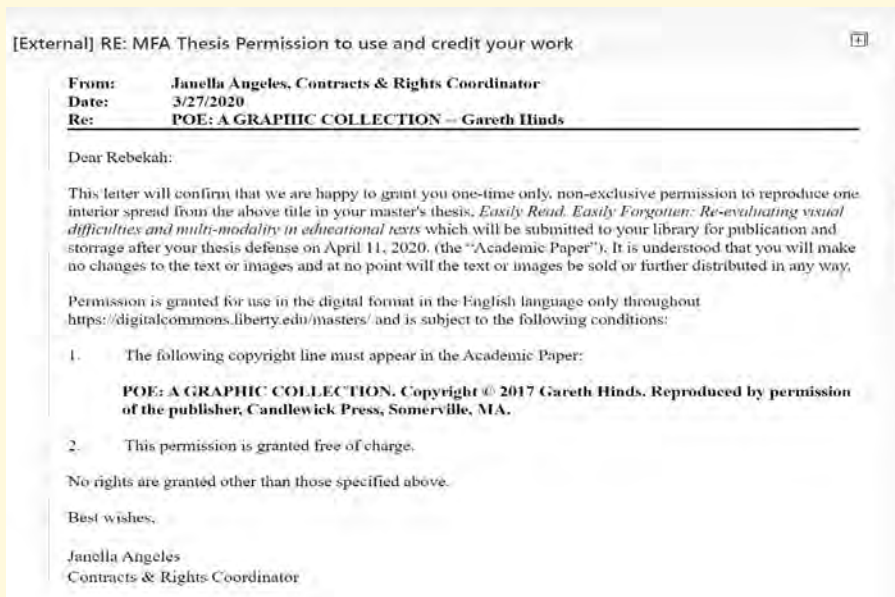 [External] RE: MFA Thesis Permission to use and credit your work
From: Janella Angeles, Contracts & Rights Coordinator
Date: 3/27/2020
Re: POE: A GRAPHIC COLLECTION – Gareth Hinds
Dear Rebekah:
This letter will confirm that we are happy to grant you one-time only, non-exclusive permission to reproduce one
interior spread from the above title in your master's thesis, Easily Read, Easily Forgotten: Re-evaluating visual
difficulties and multi-modality in educational texts which will be submitted to your library for publication and
storrage after your thesis defense on April 11, 2020. (the “Academic Paper”). It is understood that you will make
no changes to the text or images and at no point will the text or images be sold or further distributed in any way.
Permission is granted for use in the digital format in the English language only throughout
https://digitalcommons.liberty.edu/masters/ and is subject to the following conditions:
1. The following copyright line must appear in the Academic Paper:
POE: A GRAPHIC COLLECTION. Copyright © 2017 Gareth Hinds. Reproduced by permission
of the publisher, Candlewick Press, Somerville, MA.
2. This permission is granted free of charge.
No rights are granted other than those specified above.
Best wishes,
Janella Angeles
Contracts & Rights Coordinator